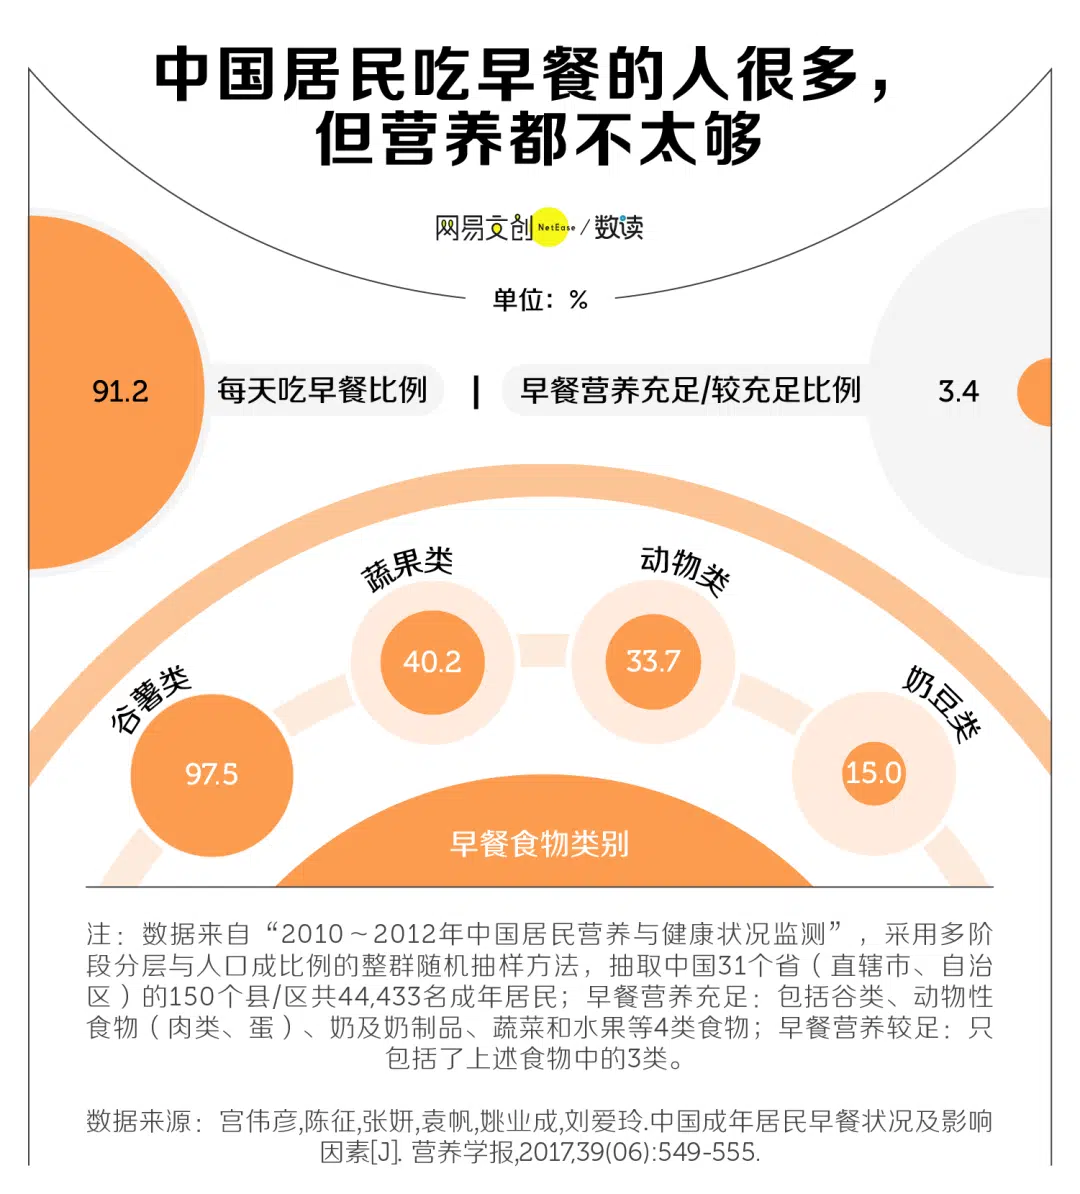 中国居民吃早餐的人很多，
但营养都不太够
网易文创 NetEase / 数读
单位：%
91.2 每天吃早餐比例 | 早餐营养充足/较充足比例 3.4
蔬果类
动物类
40.2
33.7
谷薯类
奶豆类
97.5
15.0
早餐食物类别
注：数据来自“2010～2012年中国居民营养与健康状况监测”，采用多阶
段分层与人口成比例的整群随机抽样方法，抽取中国31个省（直辖市、自治
区）的150个县/区共44,433名成年居民；早餐营养充足：包括谷类、动物性
食物（肉类、蛋）、奶及奶制品、蔬菜和水果等4类食物；早餐营养较足：只
包括了上述食物中的3类。
数据来源：宫伟彦,陈征,张妍,袁帆,姚业成,刘爱玲.中国成年居民早餐状况及影响
因素[J]. 营养学报,2017,39(06):549-555.